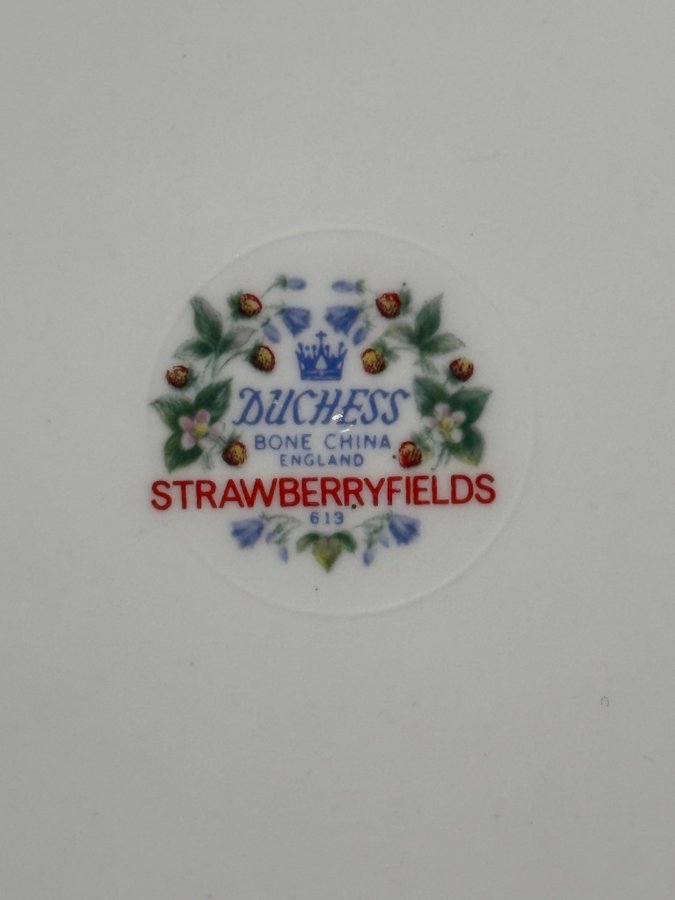 DUCHESS
BONE CHINA
ENGLAND
STRAWBERRYFIELDS
613